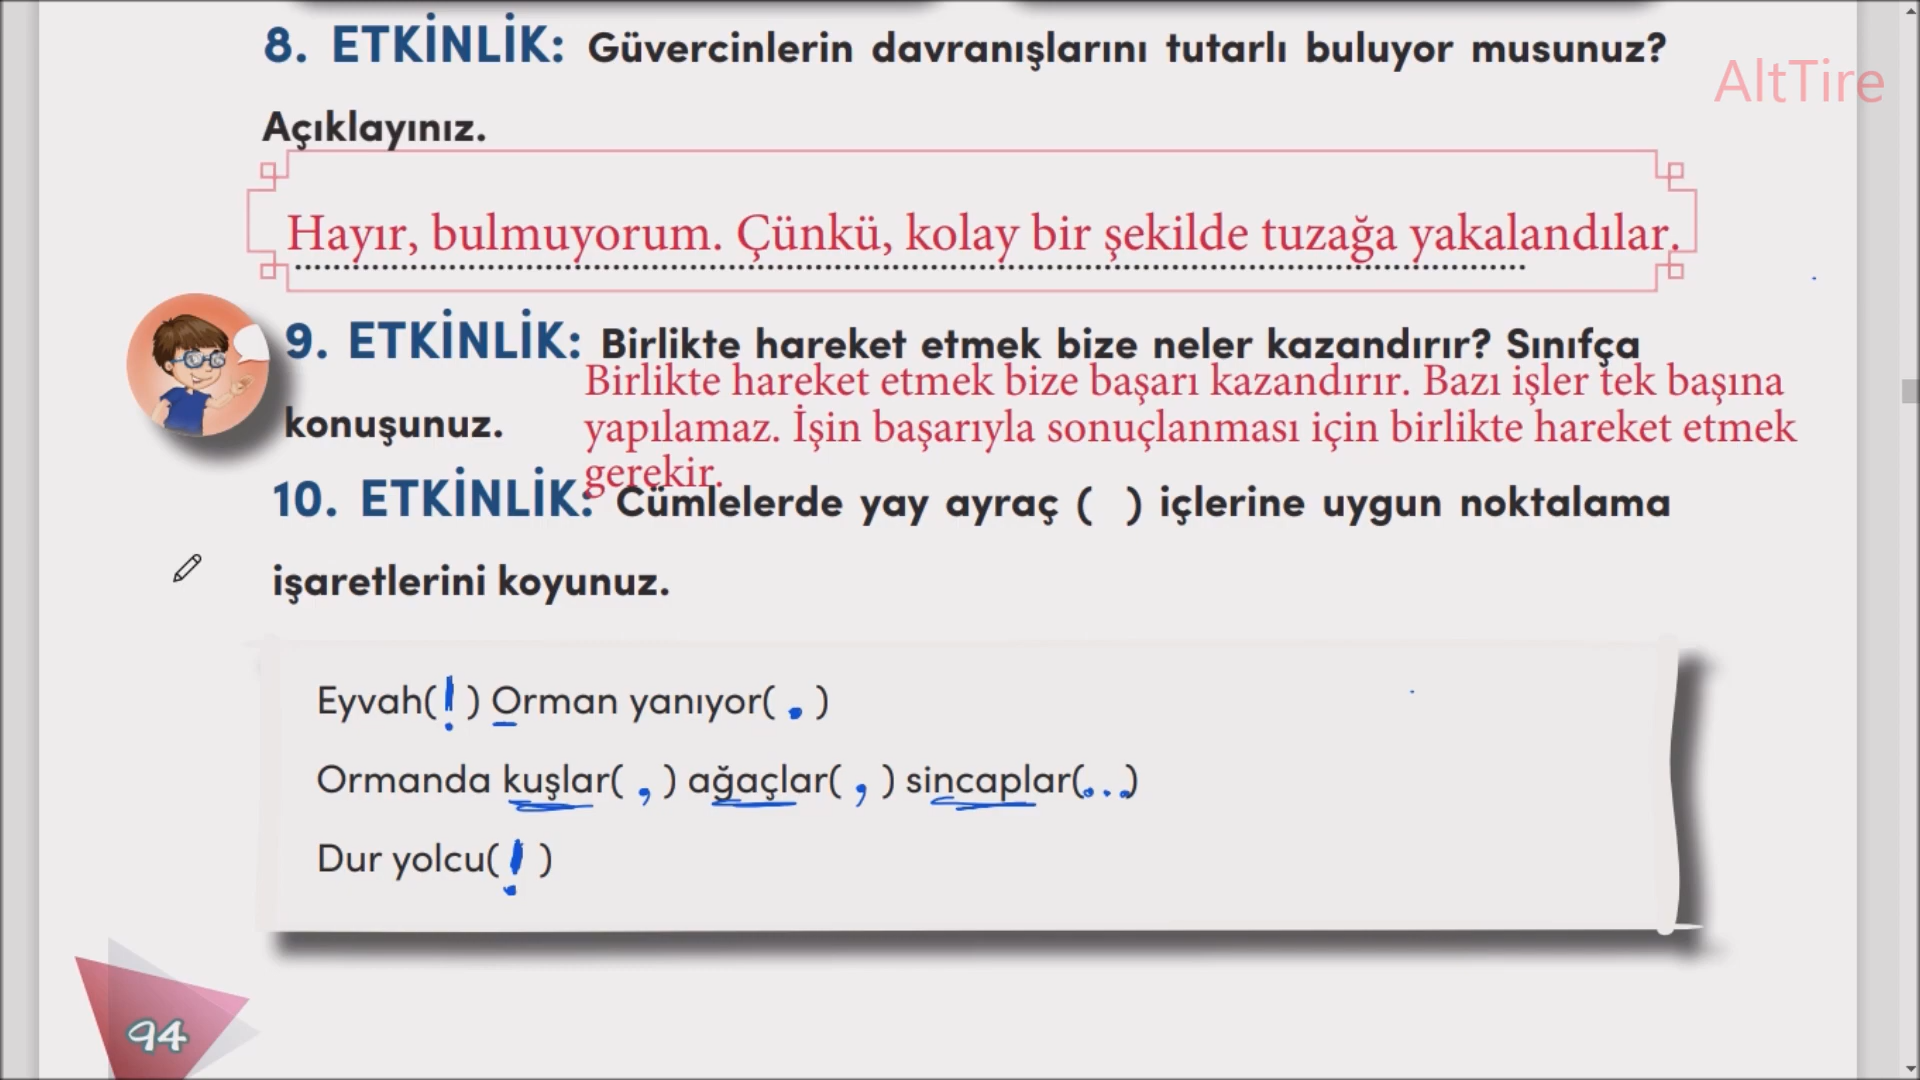 8. ETKİNLİK: Güvercinlerin davranışlarını tutarlı buluyor musunuz?
AltTire
Açıklayınız.
Hayır, bulmuyorum. Çünkü, kolay bir şekilde tuzağa yakalandılar.
9. ETKİNLİK: Birlikte hareket etmek bize neler kazandırır? Sınıfça
konuşunuz.
Birlikte hareket etmek bize başarı kazandırır. Bazı işler tek başına
yapılamaz. İşin başarıyla sonuçlanması için birlikte hareket etmek
gerekir.
10. ETKİNLİK: Cümlelerde yay ayraç ( ) içlerine uygun noktalama
işaretlerini koyunuz.
Eyvah( ! ) Orman yanıyor( . )
Ormanda kuşlar( , ) ağaçlar( , ) sincaplar(...)
Dur yolcu( ! )
94